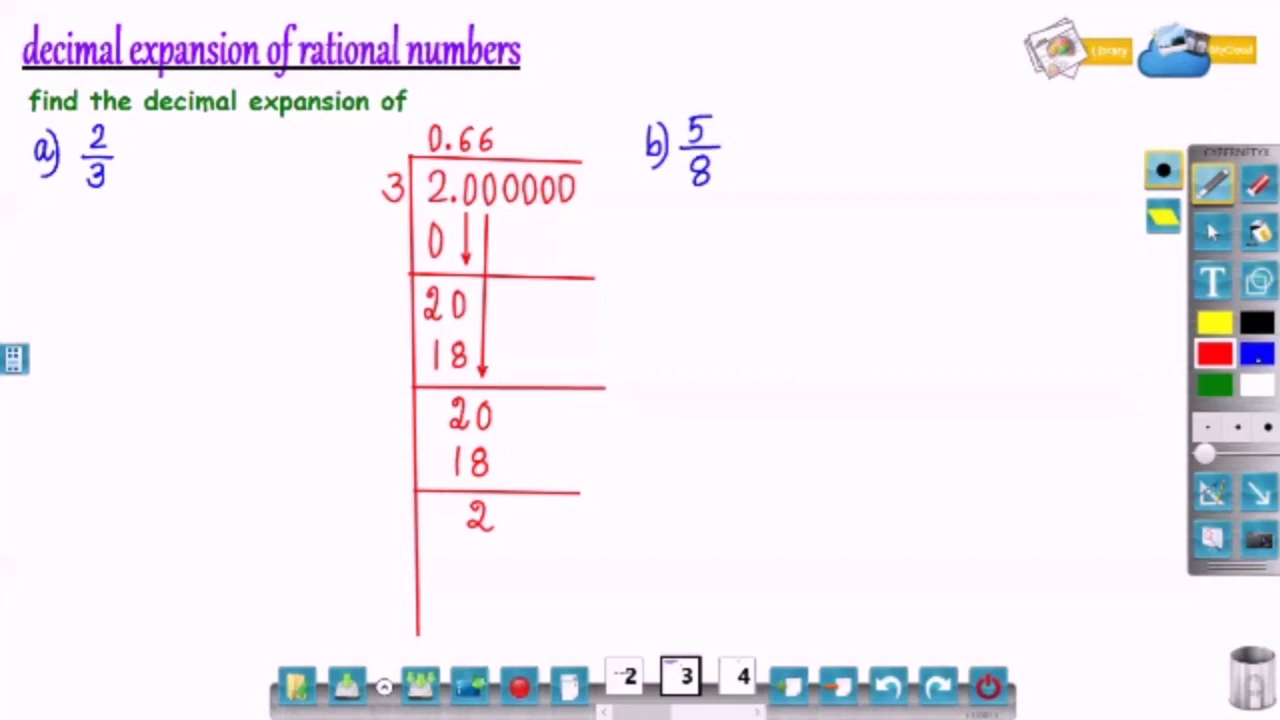 decimal expansion of rational numbers
Library
MyCloud
find the decimal expansion of
a) 2/3
0.66
3 2.000000
0
20
18
20
18
2
b) 5/8
T
2
3
4